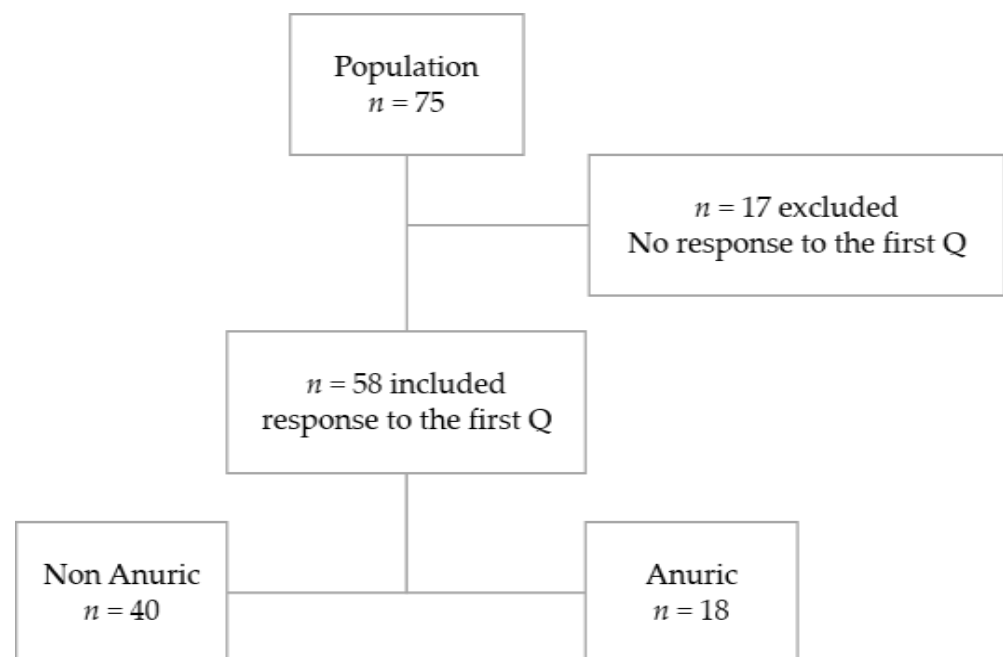 Population
n = 75
n = 17 excluded
No response to the first Q
n = 58 included
response to the first Q
Non Anuric
n = 40
Anuric
n = 18